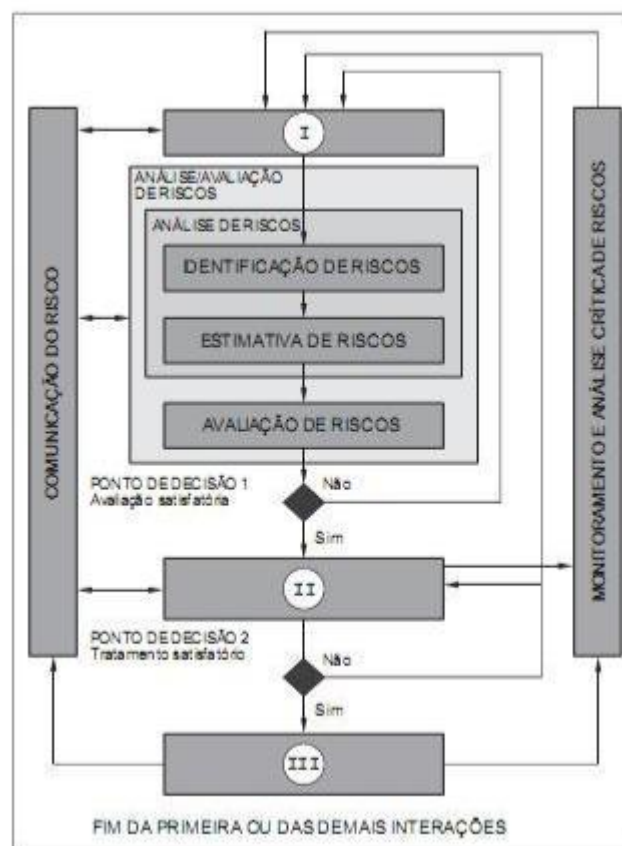 I
ANÁLISE/AVALIAÇÃO
DE RISCOS
ANÁLISE DE RISCOS
IDENTIFICAÇÃO DE RISCOS
ESTIMATIVA DE RISCOS
AVALIAÇÃO DE RISCOS
COMUNICAÇÃO DO RISCO
MONITORAMENTO E ANÁLISE CRÍTICA DE RISCOS
PONTO DE DECISÃO 1
Avaliação satisfatória
Não
Sim
II
PONTO DE DECISÃO 2
Tratamento satisfatório
Não
Sim
III
FIM DA PRIMEIRA OU DAS DEMAIS INTERAÇÕES